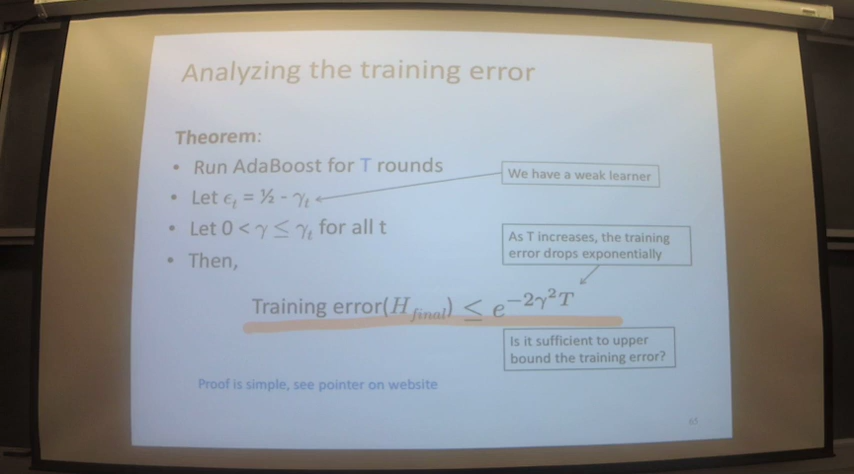 Analyzing the training error
Theorem:
• Run AdaBoost for T rounds
• Let ϵₜ = ½ - γₜ
We have a weak learner
• Let 0 < γ ≤ γₜ for all t
• Then,
As T increases, the training
error drops exponentially
Training error(H_final) ≤ e^{−2γ²T}
Is it sufficient to upper
bound the training error?
Proof is simple, see pointer on website
65